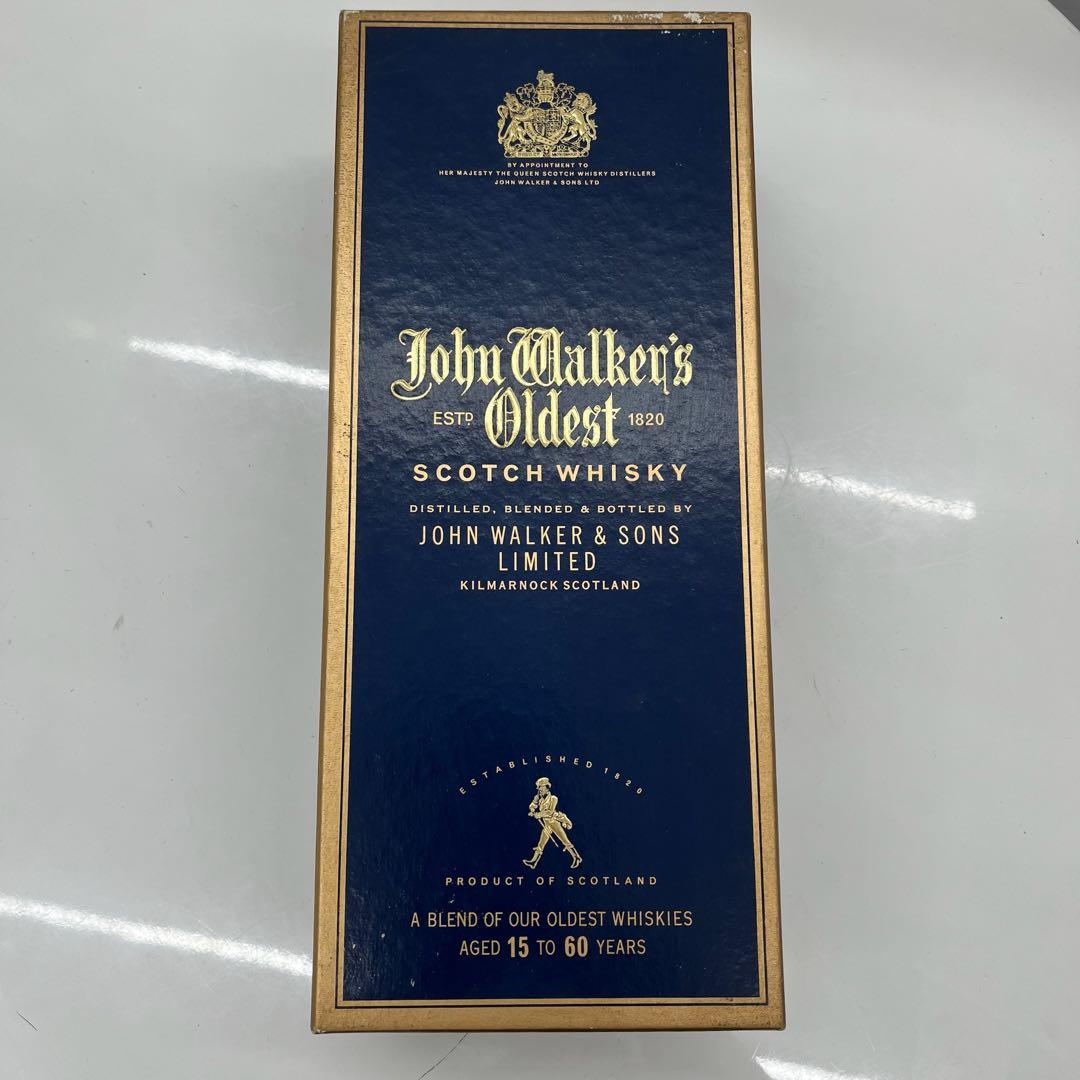 BY APPOINTMENT TO
HER MAJESTY THE QUEEN SCOTCH WHISKY DISTILLERS
JOHN WALKER & SONS LTD
John Walker's
ESTD. Oldest 1820
SCOTCH WHISKY
DISTILLED, BLENDED & BOTTLED BY
JOHN WALKER & SONS
LIMITED
KILMARNOCK SCOTLAND
ESTABLISHED 1820
PRODUCT OF SCOTLAND
A BLEND OF OUR OLDEST WHISKIES
AGED 15 TO 60 YEARS